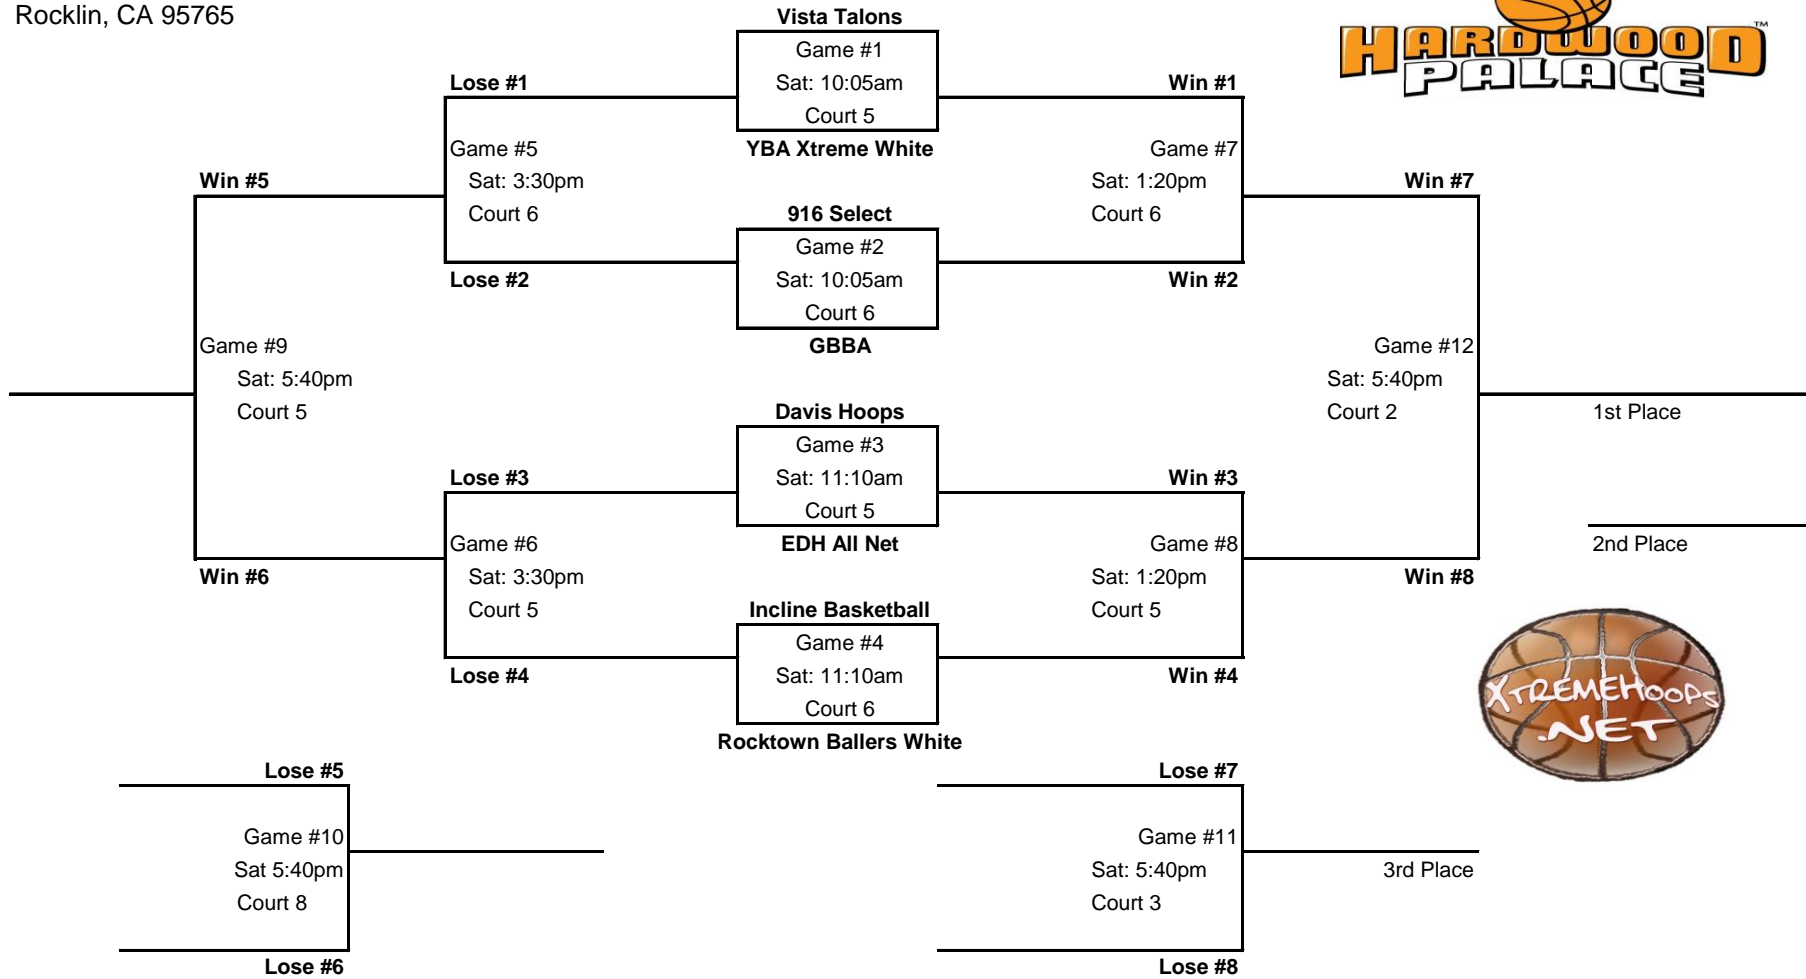 Rocklin, CA 95765
HARDWOOD PALACE™
Vista Talons
Game #1
Sat: 10:05am
Court 5
YBA Xtreme White
Lose #1
Win #1
Game #5
Sat: 3:30pm
Court 6
Game #7
Sat: 1:20pm
Court 6
Win #5
Win #7
916 Select
Game #2
Sat: 10:05am
Court 6
GBBA
Lose #2
Win #2
Game #9
Sat: 5:40pm
Court 5
Game #12
Sat: 5:40pm
Court 2
1st Place
Davis Hoops
Game #3
Sat: 11:10am
Court 5
EDH All Net
Lose #3
Win #3
2nd Place
Game #6
Sat: 3:30pm
Court 5
Game #8
Sat: 1:20pm
Court 5
Win #6
Win #8
Incline Basketball
Game #4
Sat: 11:10am
Court 6
Rocktown Ballers White
Lose #4
Win #4
XTREMEHOOPS
.NET
Lose #5
Game #10
Sat 5:40pm
Court 8
Lose #6
Lose #7
Game #11
Sat: 5:40pm
Court 3
3rd Place
Lose #8